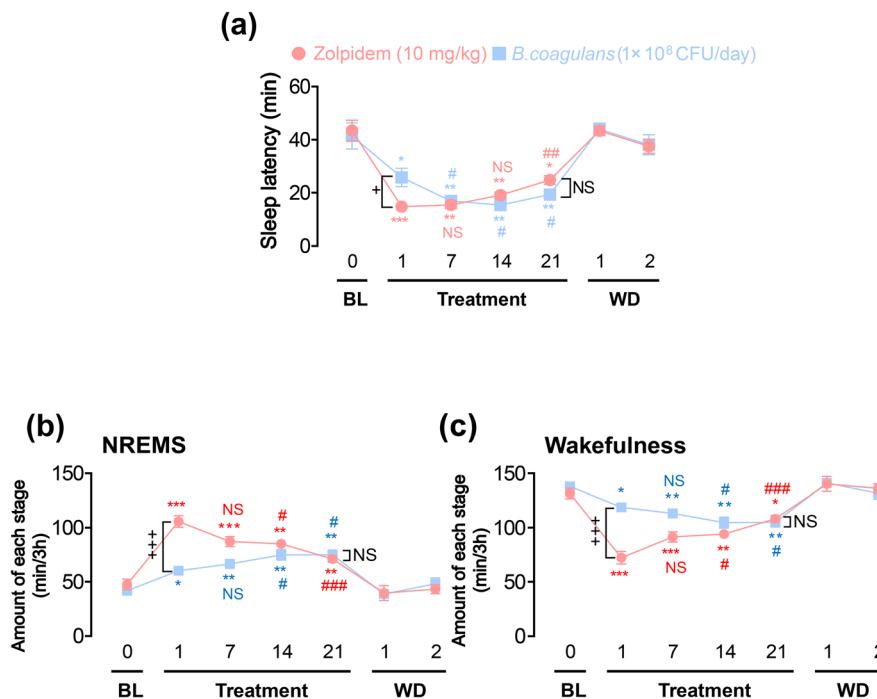 (a)
Zolpidem (10 mg/kg) B.coagulans (1× 10⁸ CFU/day)
Sleep latency (min)
60
40
20
0
*
#
**
NS
**
##
*
+
NS
***
**
NS
**
#
**
#
0 1 7 14 21 1 2
BL Treatment WD
(b)
NREMS
Amount of each stage
(min/3h)
150
100
50
0
***
NS
***
#
**
#
**
+++
NS
*
**
NS
**
#
**
###
0 1 7 14 21 1 2
BL Treatment WD
(c)
Wakefulness
Amount of each stage
(min/3h)
150
100
50
0
*
NS
**
#
**
###
*
+++
NS
***
***
NS
**
#
**
#
0 1 7 14 21 1 2
BL Treatment WD